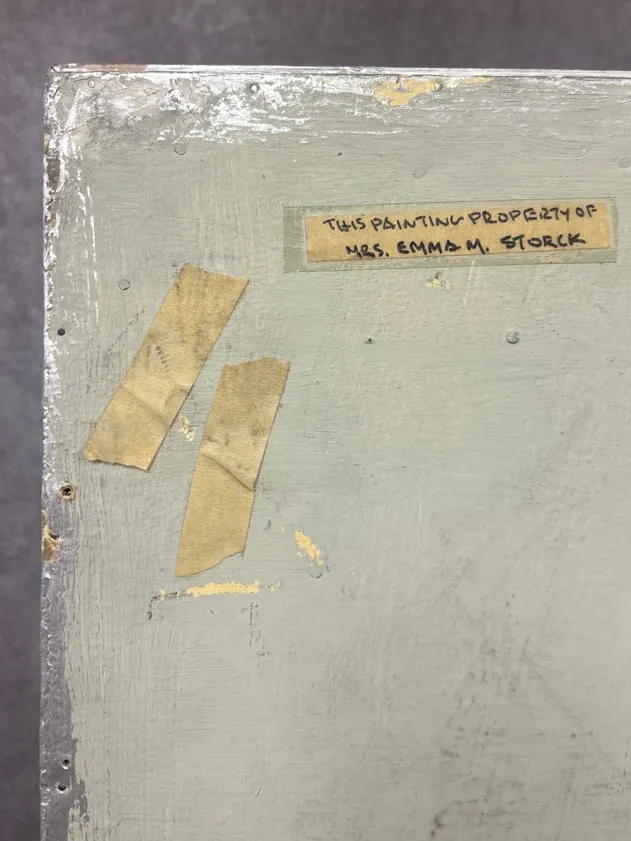 THIS PAINTING PROPERTY OF
MRS. EMMA M. STORCK